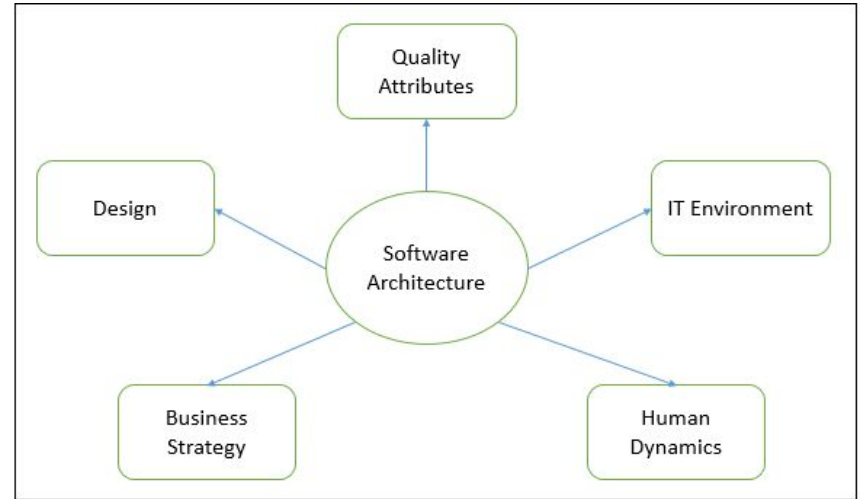 Quality
Attributes
Design
IT Environment
Software
Architecture
Business
Strategy
Human
Dynamics